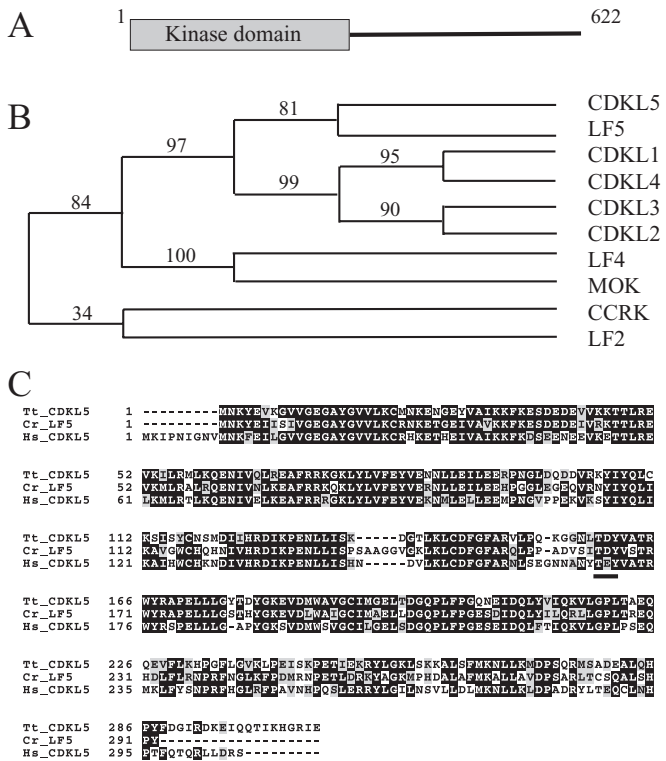 A
1
622
Kinase domain
B
81
97
99
95
84
90
100
34
CDKL5
LF5
CDKL1
CDKL4
CDKL3
CDKL2
LF4
MOK
CCRK
LF2
C
Tt_CDKL5 1 ---------MNKYEVKGVVGEGAYGVVLKCMNKENGEYVAIKKFKESDEDEVVKKTTLRE
Cr_LF5 1 ---------MNKYEIISIVGEGAYGVVLKCRNKETGEIVAVKKFKESDEDEIVRKTTLRE
Hs_CDKL5 1 MKIPNIGNVMNKFEILGVVGEGAYGVVLKCRHKETHEIVAIKKFKDSEENEEVKETTLRE
Tt_CDKL5 52 VKILRMLKQENIVQLREAFRRKGKLYLVFEYVENNLLEILEERPNGLDQDDVRKYIYQLC
Cr_LF5 52 VKMLRALRQENIVNLKEAFRRKQKLYLVFEYVERNLLEILEEHPGGLEQEQVRNYIYQLI
Hs_CDKL5 61 LKMLRTLKQENIVELKEAFRRRGKLYLVFEYVEKNMLELLEEMPNGVPPEKVKSYIYQLI
Tt_CDKL5 112 KSISYCNSMDIIHRDIKPENLLISK-----DGTLKLCDFGFARVLPQ-KGGNLTDYVATR
Cr_LF5 112 KAVGWCHQHNIVHRDIKPENLLISPSAAGGVGKLKLCDFGFARQLPP-ADVSITDYVSTR
Hs_CDKL5 121 KAIHWCHKNDIVHRDIKPENLLISHN-----DVLKLCDFGFARNLSEGNNANYTEYVATR
Tt_CDKL5 166 WYRAPELLLGYTDYGKEVDMWAVGCIMGELTDGQPLFPGQNEIDQLYVIQKVLGPLTAEQ
Cr_LF5 171 WYRAPELLLGSTHYGKEVDLWAIGCIMAELLDGQPLFPGESDIDQLYLIQRLLGPLTREQ
Hs_CDKL5 176 WYRSPELLLG-APYGKSVDMWSVGCILGELSDGQPLFPGESEIDQLFTIQKVLGPLPSEQ
Tt_CDKL5 226 QEVFLKHPGFLGVKLPEISKPETIEKRYLGKLSKKALSFMKNLLKMDPSQRMSADEALQH
Cr_LF5 231 HDLFLRNPRFNGLKFPDMRNPETLDRKYAGKMPHDALAFMKALLAVDPSARLTCSQALSH
Hs_CDKL5 235 MKLFYSNPRFHGLRFPAVNHPQSLERRYLGILNSVLLDLMKNLLKLDPADRYLTEQCLNH
Tt_CDKL5 286 PYFDGIRDKEIQQTIKHGRIE
Cr_LF5 291 PY-------------------
Hs_CDKL5 295 PTFQTQRLLDRS---------